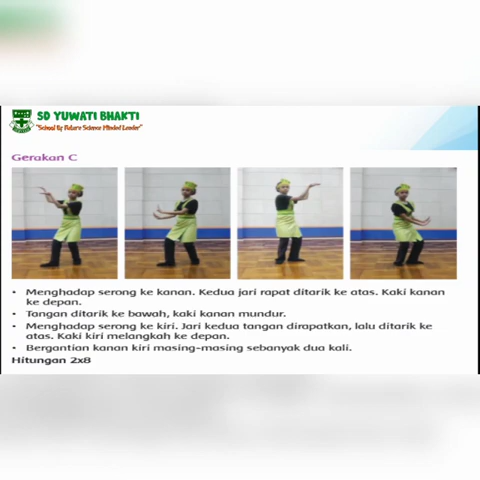 SD YUWATI BHAKTI
"School Of Future Science Minded Leader"
Gerakan C
• Menghadap serong ke kanan. Kedua jari rapat ditarik ke atas. Kaki kanan
ke depan.
• Tangan ditarik ke bawah, kaki kanan mundur.
• Menghadap serong ke kiri. Jari kedua tangan dirapatkan, lalu ditarik ke
atas. Kaki kiri melangkah ke depan.
• Bergantian kanan kiri masing-masing sebanyak dua kali.
Hitungan 2x8